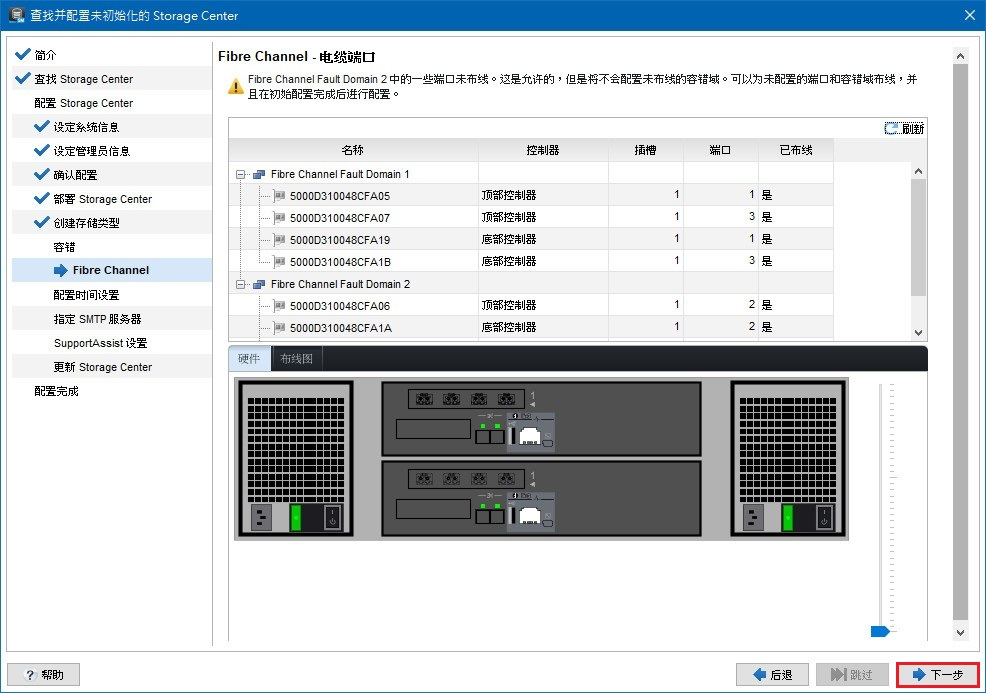 查找并配置未初始化的 Storage Center
简介
查找 Storage Center
配置 Storage Center
设定系统信息
设定管理员信息
确认配置
部署 Storage Center
创建存储类型
容错
Fibre Channel
配置时间设置
指定 SMTP 服务器
SupportAssist 设置
更新 Storage Center
配置完成
Fibre Channel - 电缆端口
Fibre Channel Fault Domain 2 中的一些端口未布线。这是允许的，但是将不会配置未布线的容错域。可以为未配置的端口和容错域布线，并
且在初始配置完成后进行配置。
刷新
名称 控制器 插槽 端口 已布线
Fibre Channel Fault Domain 1
5000D310048CFA05 顶部控制器 1 1 是
5000D310048CFA07 顶部控制器 1 3 是
5000D310048CFA19 底部控制器 1 1 是
5000D310048CFA1B 底部控制器 1 3 是
Fibre Channel Fault Domain 2
5000D310048CFA06 顶部控制器 1 2 是
5000D310048CFA1A 底部控制器 1 2 是
硬件 布线图
1
1
? 帮助
后退 跳过 下一步